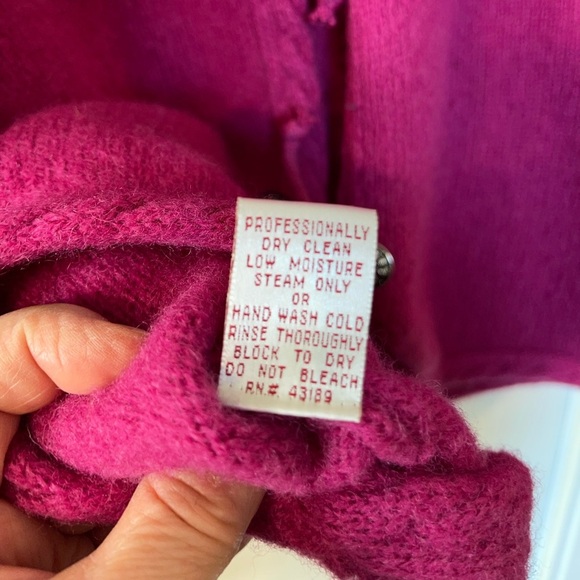 PROFESSIONALLY
DRY CLEAN
LOW MOISTURE
STEAM ONLY
OR
HAND WASH COLD
RINSE THOROUGHLY
BLOCK TO DRY
DO NOT BLEACH
RN# 43189